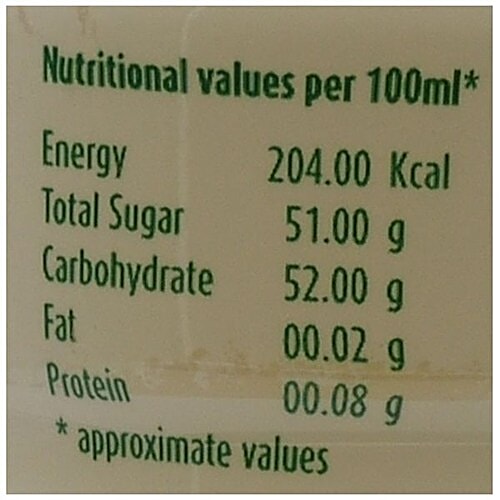 Nutritional values per 100ml*
Energy 204.00 Kcal
Total Sugar 51.00 g
Carbohydrate 52.00 g
Fat 00.02 g
Protein 00.08 g
* approximate values